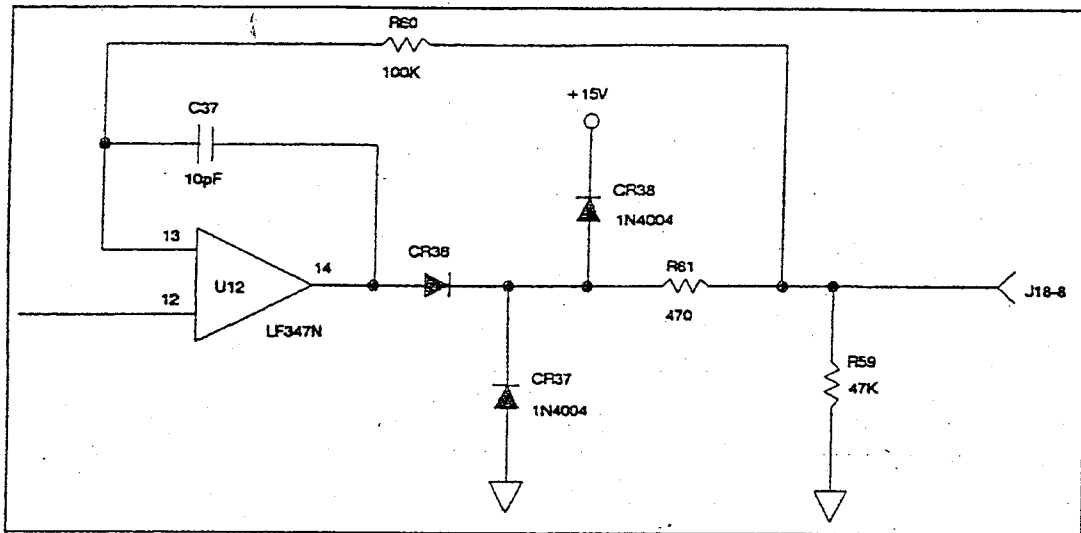 R60
100K
C37
10pF
+15V
CR38
1N4004
13
12
U12
14
LF347N
CR36
R61
470
J18-8
CR37
1N4004
R59
47K